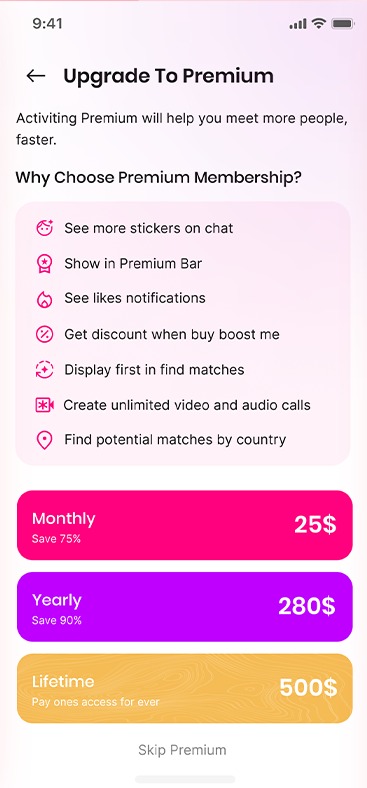 9:41
Upgrade To Premium
Activiting Premium will help you meet more people,
faster.
Why Choose Premium Membership?
See more stickers on chat
Show in Premium Bar
See likes notifications
Get discount when buy boost me
Display first in find matches
Create unlimited video and audio calls
Find potential matches by country
Monthly
Save 75%
25$
Yearly
Save 90%
280$
Lifetime
Pay ones access for ever
500$
Skip Premium